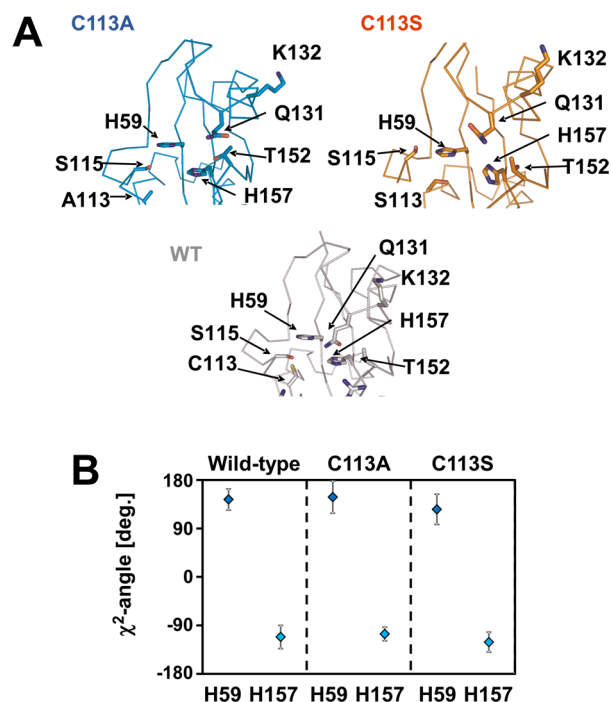 A
C113A
C113S
K132
Q131
H59
S115
T152
A113
H157
K132
Q131
H59
H157
S115
T152
S113
WT
Q131
K132
H59
H157
S115
C113
T152
B
Wild-type C113A C113S
χ²-angle [deg.]
180
90
0
-90
-180
H59 H157 H59 H157 H59 H157